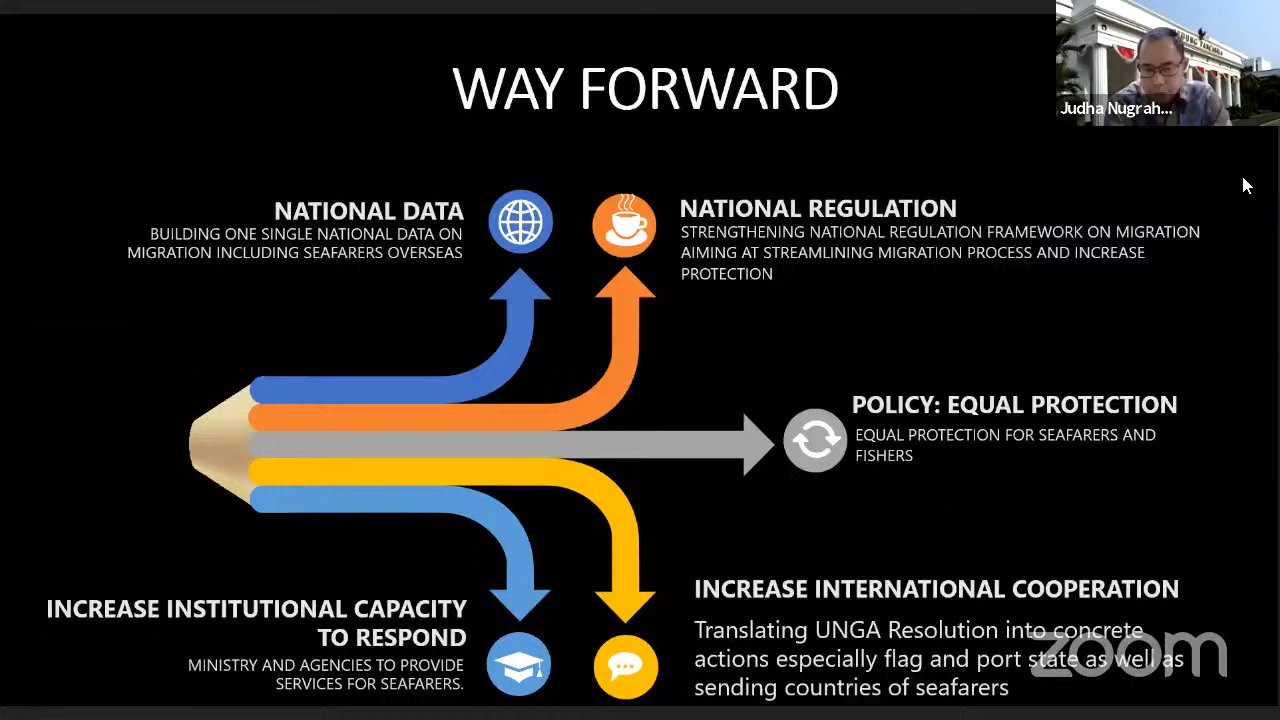 WAY FORWARD
Judha Nugrah...
NATIONAL DATA
BUILDING ONE SINGLE NATIONAL DATA ON
MIGRATION INCLUDING SEAFARERS OVERSEAS
NATIONAL REGULATION
STRENGTHENING NATIONAL REGULATION FRAMEWORK ON MIGRATION
AIMING AT STREAMLINING MIGRATION PROCESS AND INCREASE
PROTECTION
POLICY: EQUAL PROTECTION
EQUAL PROTECTION FOR SEAFARERS AND
FISHERS
INCREASE INSTITUTIONAL CAPACITY
TO RESPOND
MINISTRY AND AGENCIES TO PROVIDE
SERVICES FOR SEAFARERS.
INCREASE INTERNATIONAL COOPERATION
Translating UNGA Resolution into concrete
actions especially flag and port state as well as
sending countries of seafarers
zoom